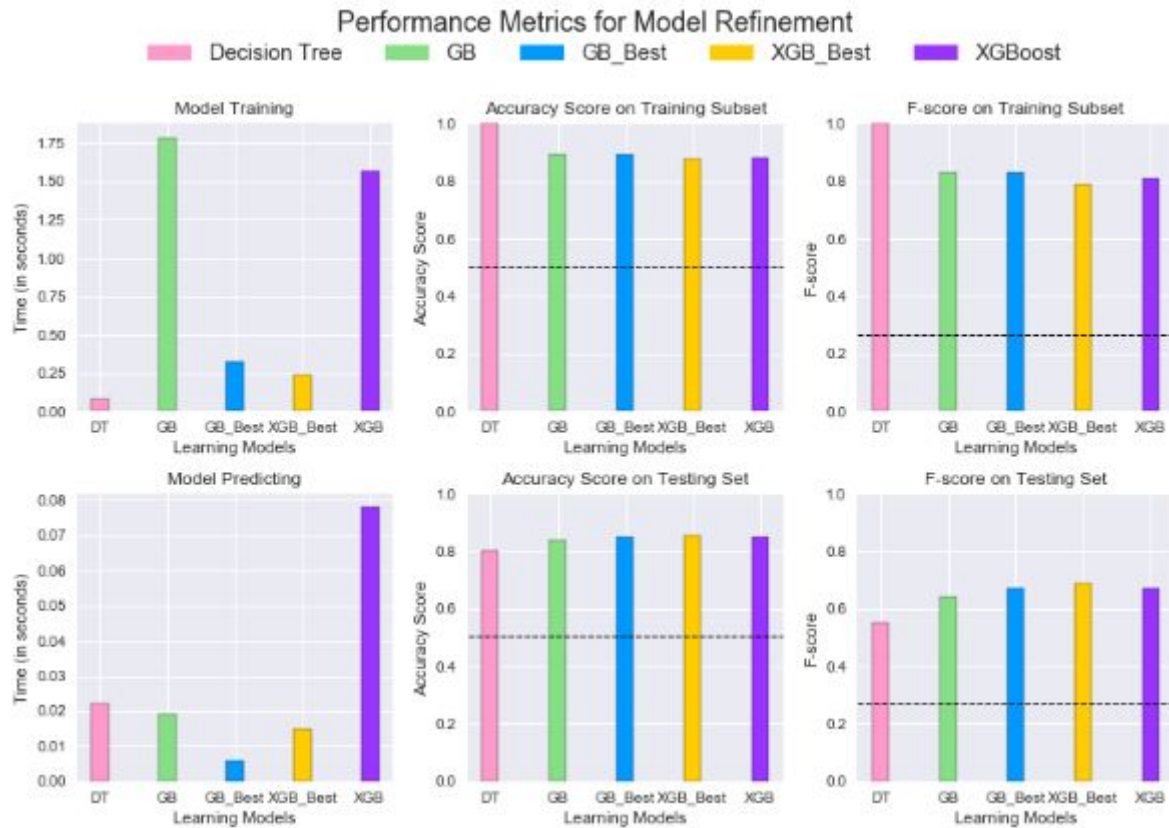 Performance Metrics for Model Refinement
Decision Tree GB GB_Best XGB_Best XGBoost
Model Training
Time (in seconds)
1.75
1.50
1.25
1.00
0.75
0.50
0.25
0.00
DT GB GB_Best XGB_Best XGB
Learning Models
Accuracy Score on Training Subset
Accuracy Score
1.0
0.8
0.6
0.4
0.2
0.0
DT GB GB_Best XGB_Best XGB
Learning Models
F-score on Training Subset
F-score
1.0
0.8
0.6
0.4
0.2
0.0
DT GB GB_Best XGB_Best XGB
Learning Models
Model Predicting
Time (in seconds)
0.08
0.07
0.06
0.05
0.04
0.03
0.02
0.01
0.00
DT GB GB_Best XGB_Best XGB
Learning Models
Accuracy Score on Testing Set
Accuracy Score
1.0
0.8
0.6
0.4
0.2
0.0
DT GB GB_Best XGB_Best XGB
Learning Models
F-score on Testing Set
F-score
1.0
0.8
0.6
0.4
0.2
0.0
DT GB GB_Best XGB_Best XGB
Learning Models